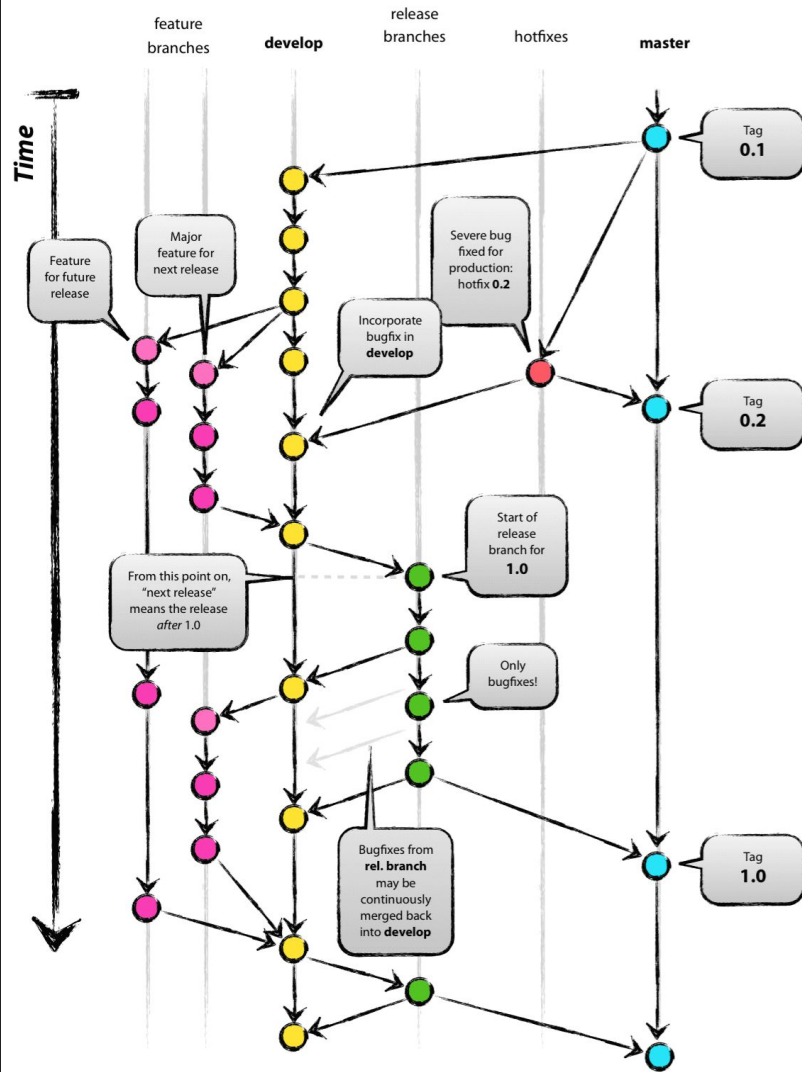 feature
branches
develop
release
branches
hotfixes
master
Time
Tag
0.1
Major
feature for
next release
Feature
for future
release
Severe bug
fixed for
production:
hotfix 0.2
Incorporate
bugfix in
develop
Tag
0.2
Start of
release
branch for
1.0
From this point on,
“next release”
means the release
after 1.0
Only
bugfixes!
Bugfixes from
rel. branch
may be
continuously
merged back
into develop
Tag
1.0